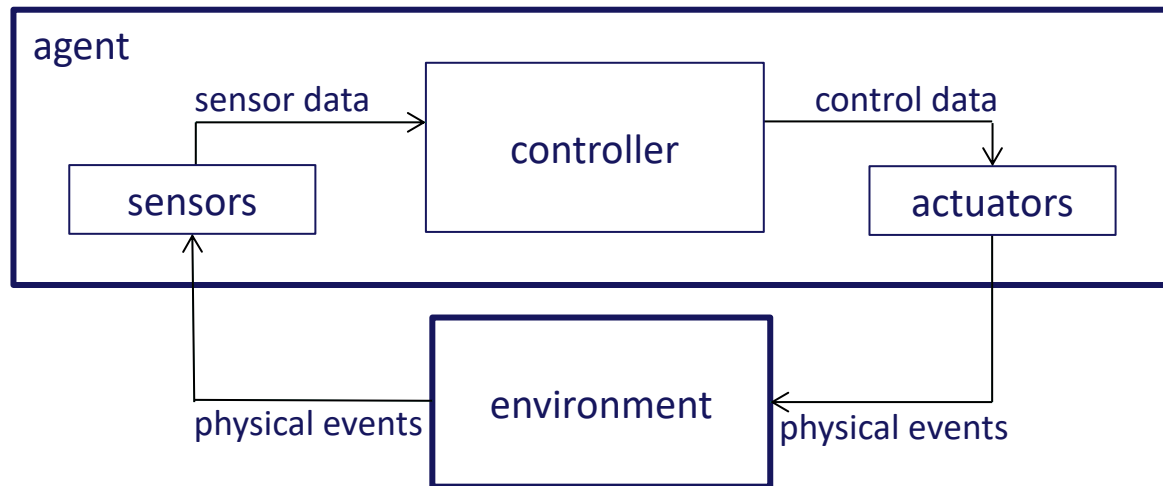 agent
sensor data
control data
controller
sensors
actuators
environment
physical events
physical events